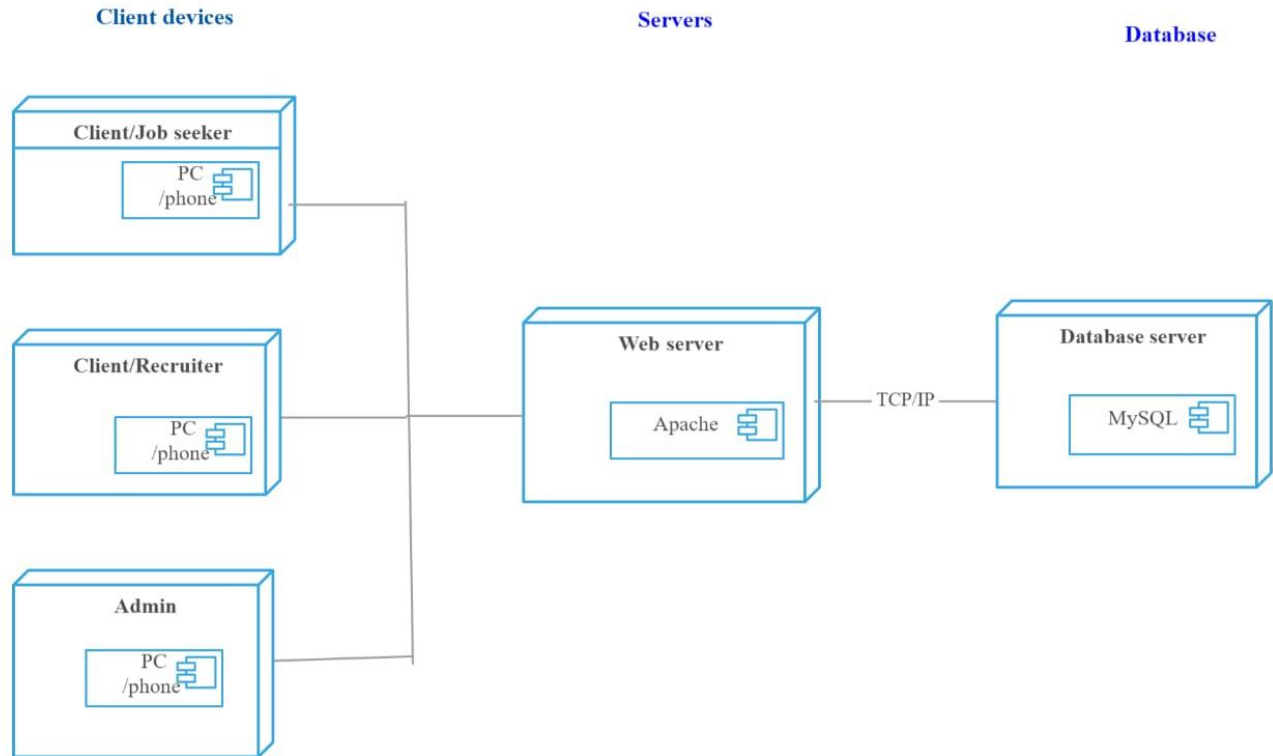 Client devices
Servers
Database
Client/Job seeker
PC
/phone
Client/Recruiter
PC
/phone
Admin
PC
/phone
Web server
Apache
TCP/IP
Database server
MySQL